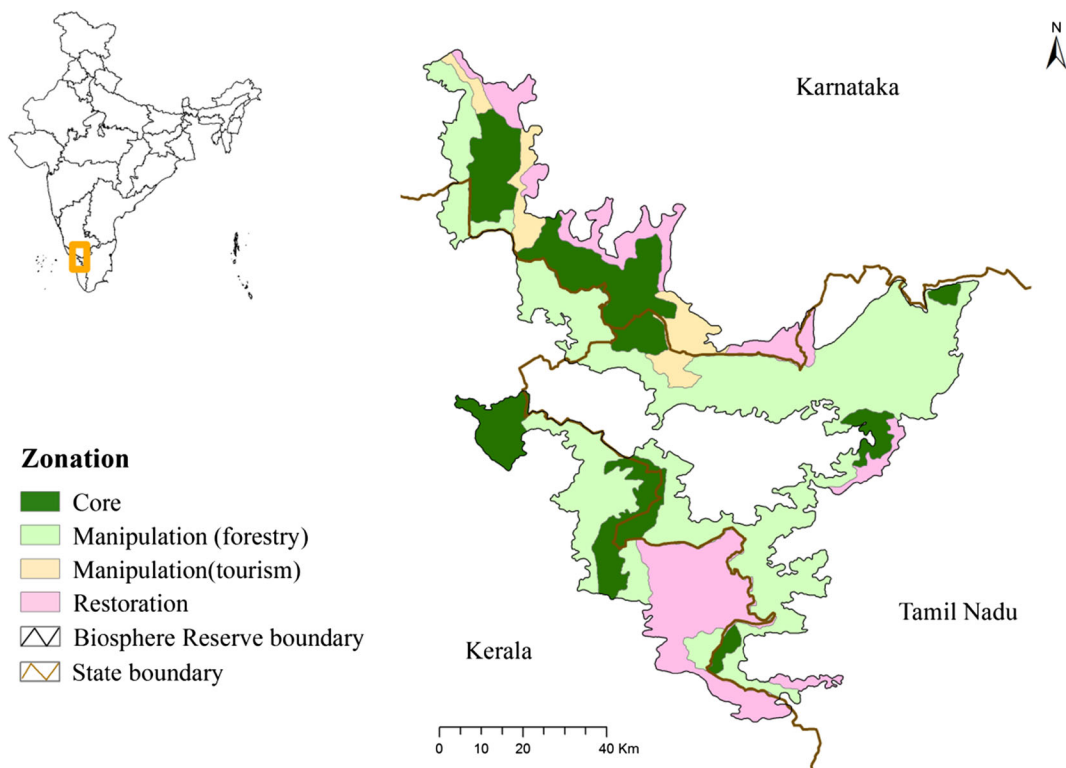 N
Karnataka
Zonation
Core
Manipulation (forestry)
Manipulation(tourism)
Restoration
Biosphere Reserve boundary
State boundary
Tamil Nadu
Kerala
0 10 20 40 Km